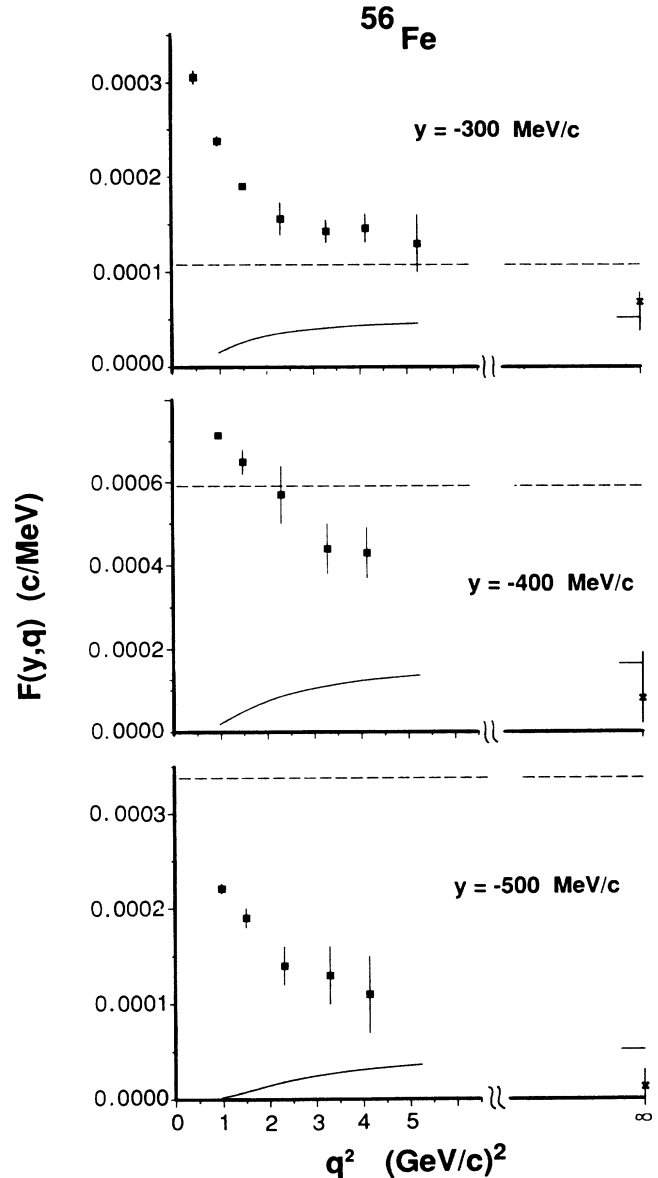 ⁵⁶Fe
0.0003
y = -300 MeV/c
0.0002
0.0001
0.0000
0.0006
0.0004
y = -400 MeV/c
0.0002
0.0000
F(y,q) (c/MeV)
0.0003
y = -500 MeV/c
0.0002
0.0001
0.0000
0 1 2 3 4 5 ∞
q² (GeV/c)²